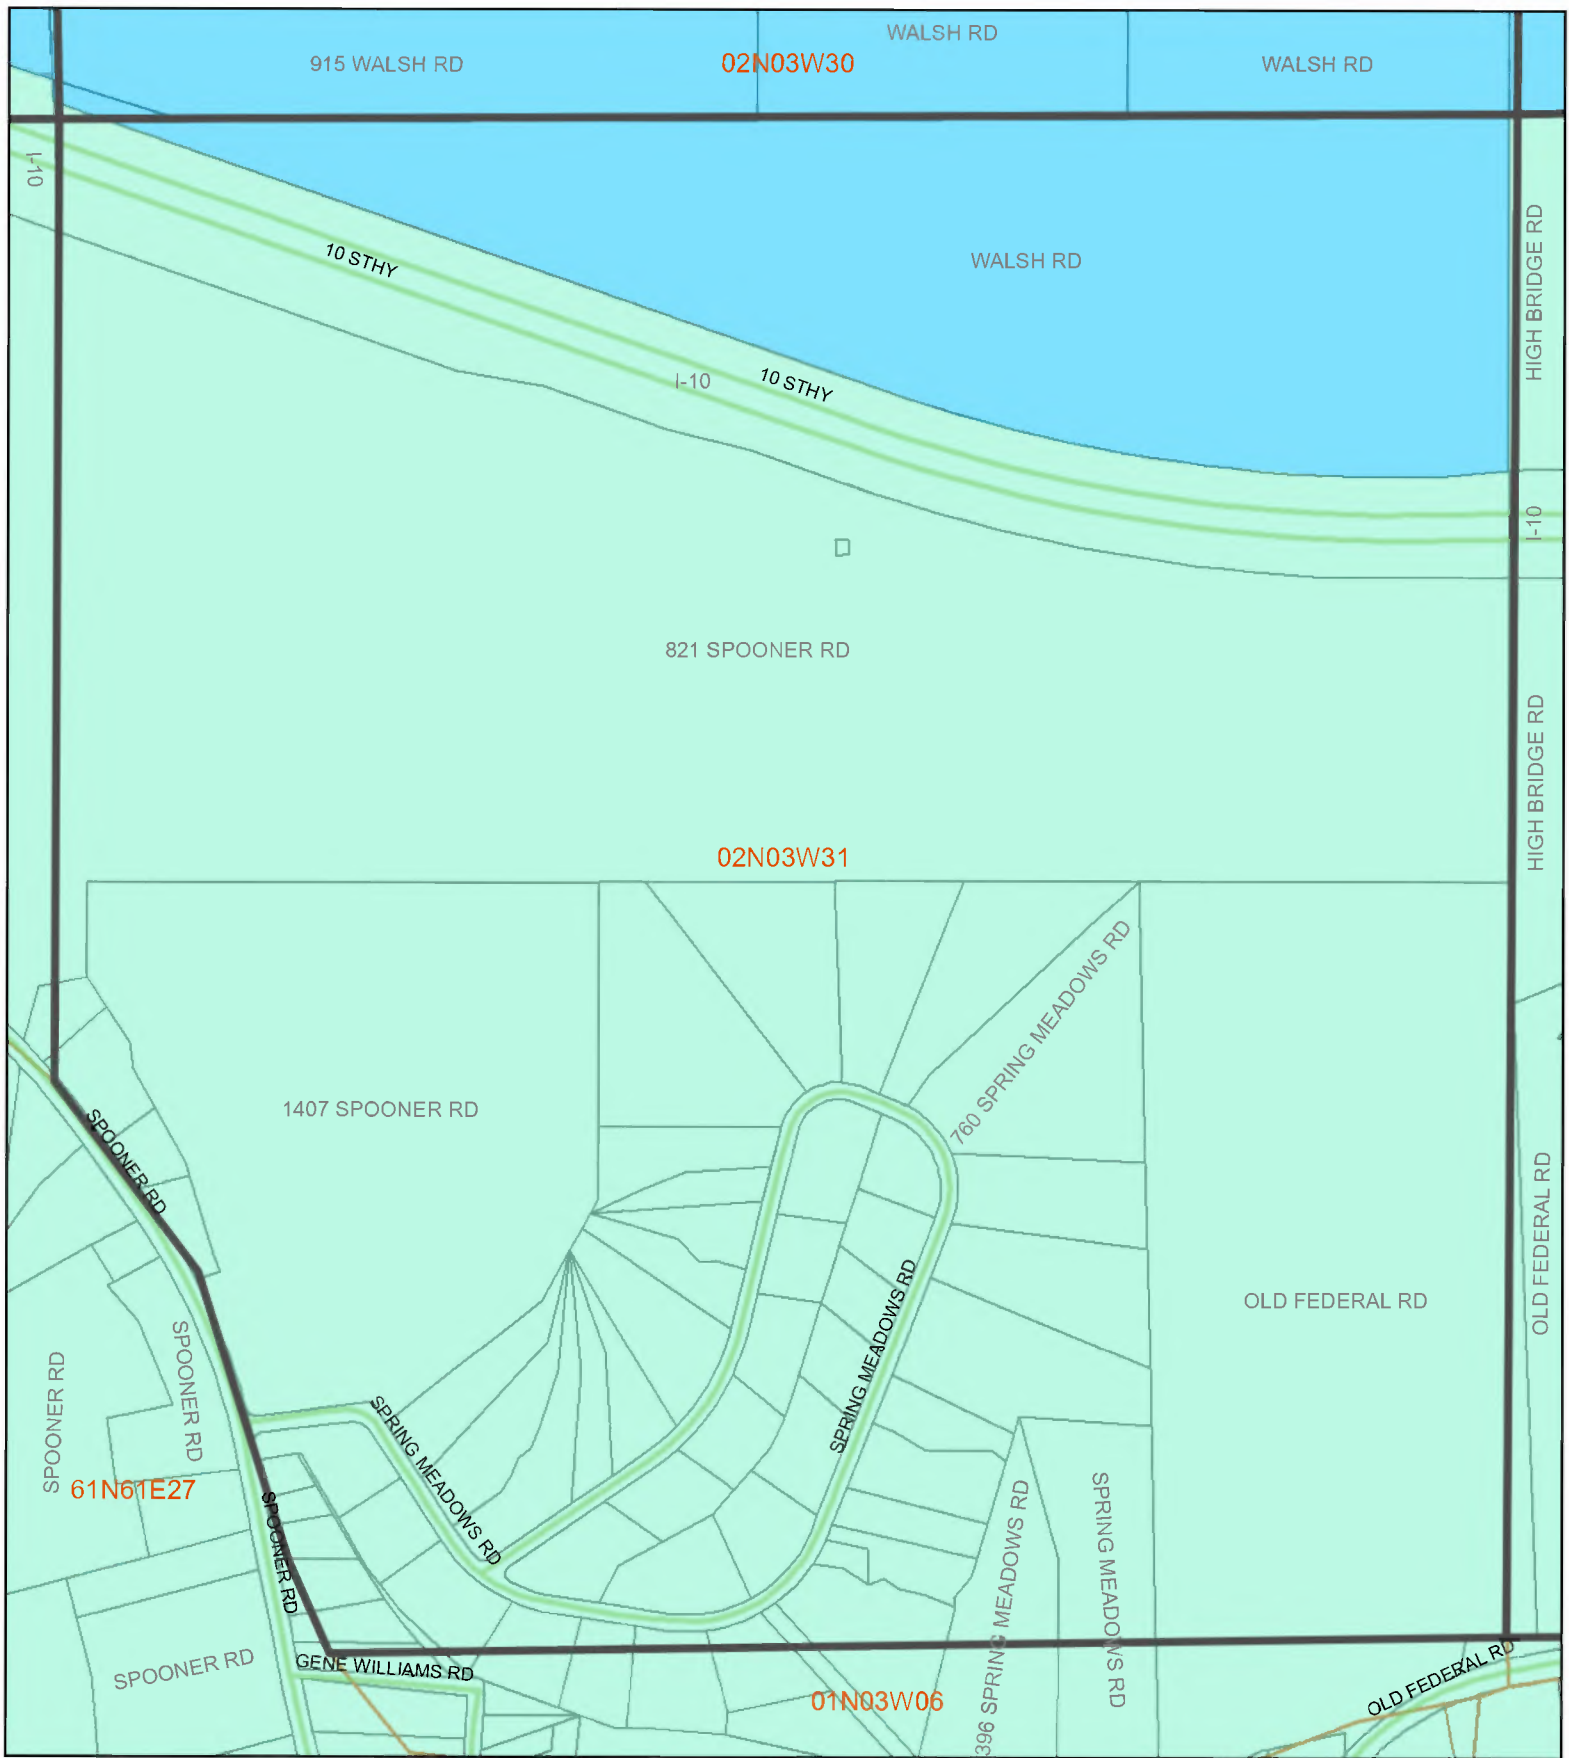 WALSH RD
915 WALSH RD
02N03W30
WALSH RD
I-10
10 STHY
WALSH RD
HIGH BRIDGE RD
I-10
10 STHY
I-10
821 SPOONER RD
HIGH BRIDGE RD
02N03W31
760 SPRING MEADOWS RD
1407 SPOONER RD
SPOONER RD
OLD FEDERAL RD
OLD FEDERAL RD
SPRING MEADOWS RD
SPOONER RD
SPOONER RD
SPRING MEADOWS RD
61N61E27
SPOONER RD
396 SPRING MEADOWS RD
SPRING MEADOWS RD
SPOONER RD
GENE WILLIAMS RD
OLD FEDERAL RD
01N03W06